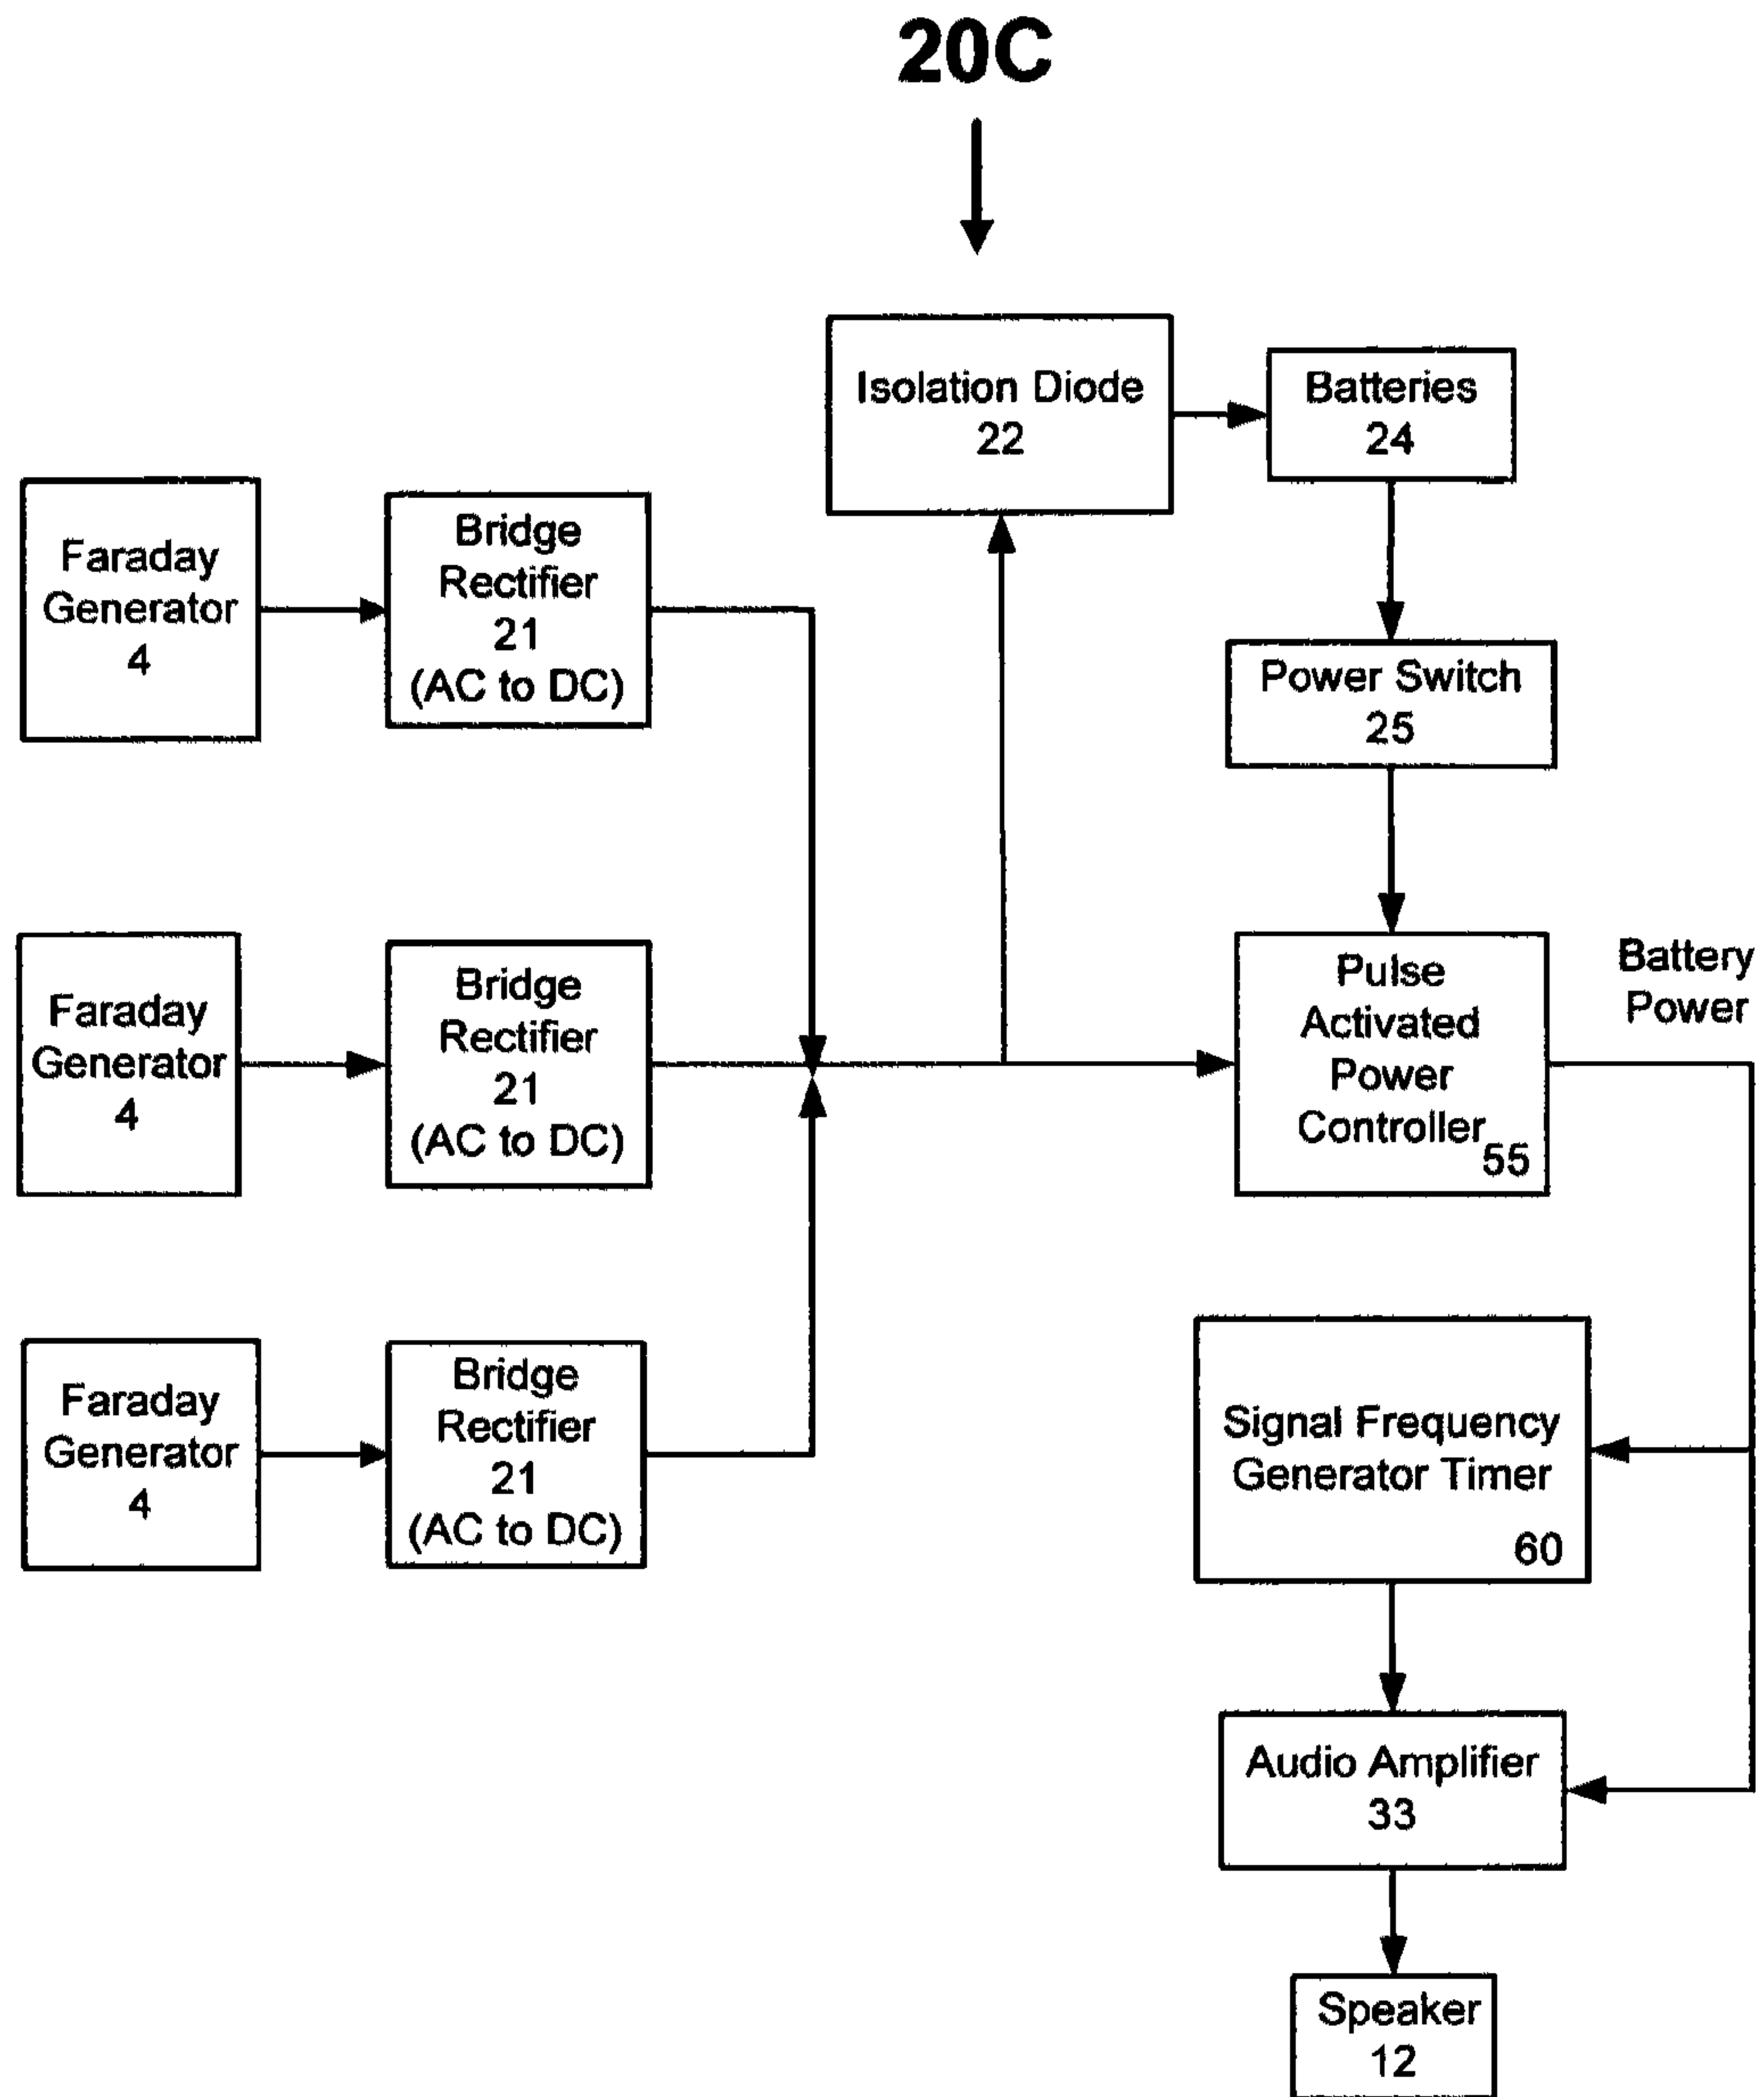 20C
Isolation Diode
22
Batteries
24
Faraday
Generator
4
Bridge
Rectifier
21
(AC to DC)
Power Switch
25
Faraday
Generator
4
Bridge
Rectifier
21
(AC to DC)
Pulse
Activated
Power
Controller
55
Battery
Power
Faraday
Generator
4
Bridge
Rectifier
21
(AC to DC)
Signal Frequency
Generator Timer
60
Audio Amplifier
33
Speaker
12